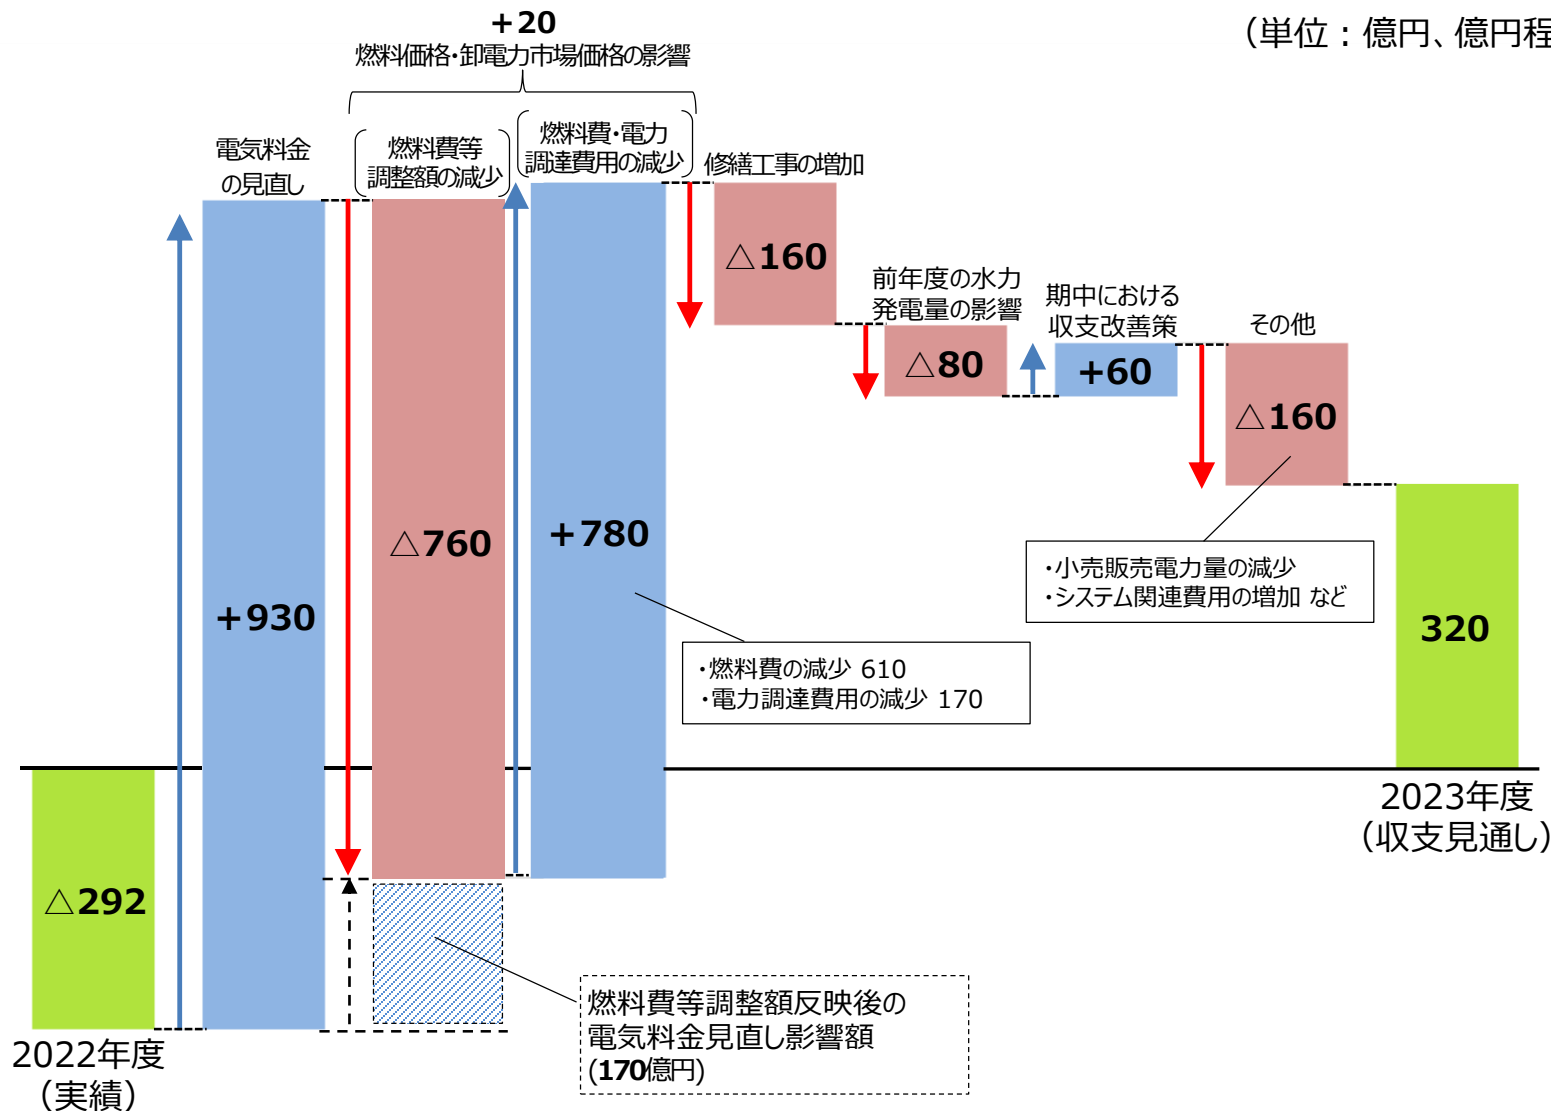 （単位：億円、億円程
+20
燃料価格・卸電力市場価格の影響
電気料金
の見直し
燃料費等
調整額の減少
燃料費・電力
調達費用の減少
修繕工事の増加
前年度の水力
発電量の影響
期中における
収支改善策
その他
△292
+930
△760
+780
△160
△80
+60
△160
320
・燃料費の減少 610
・電力調達費用の減少 170
・小売販売電力量の減少
・システム関連費用の増加 など
燃料費等調整額反映後の
電気料金見直し影響額
(170億円)
2022年度
（実績）
2023年度
（収支見通し）